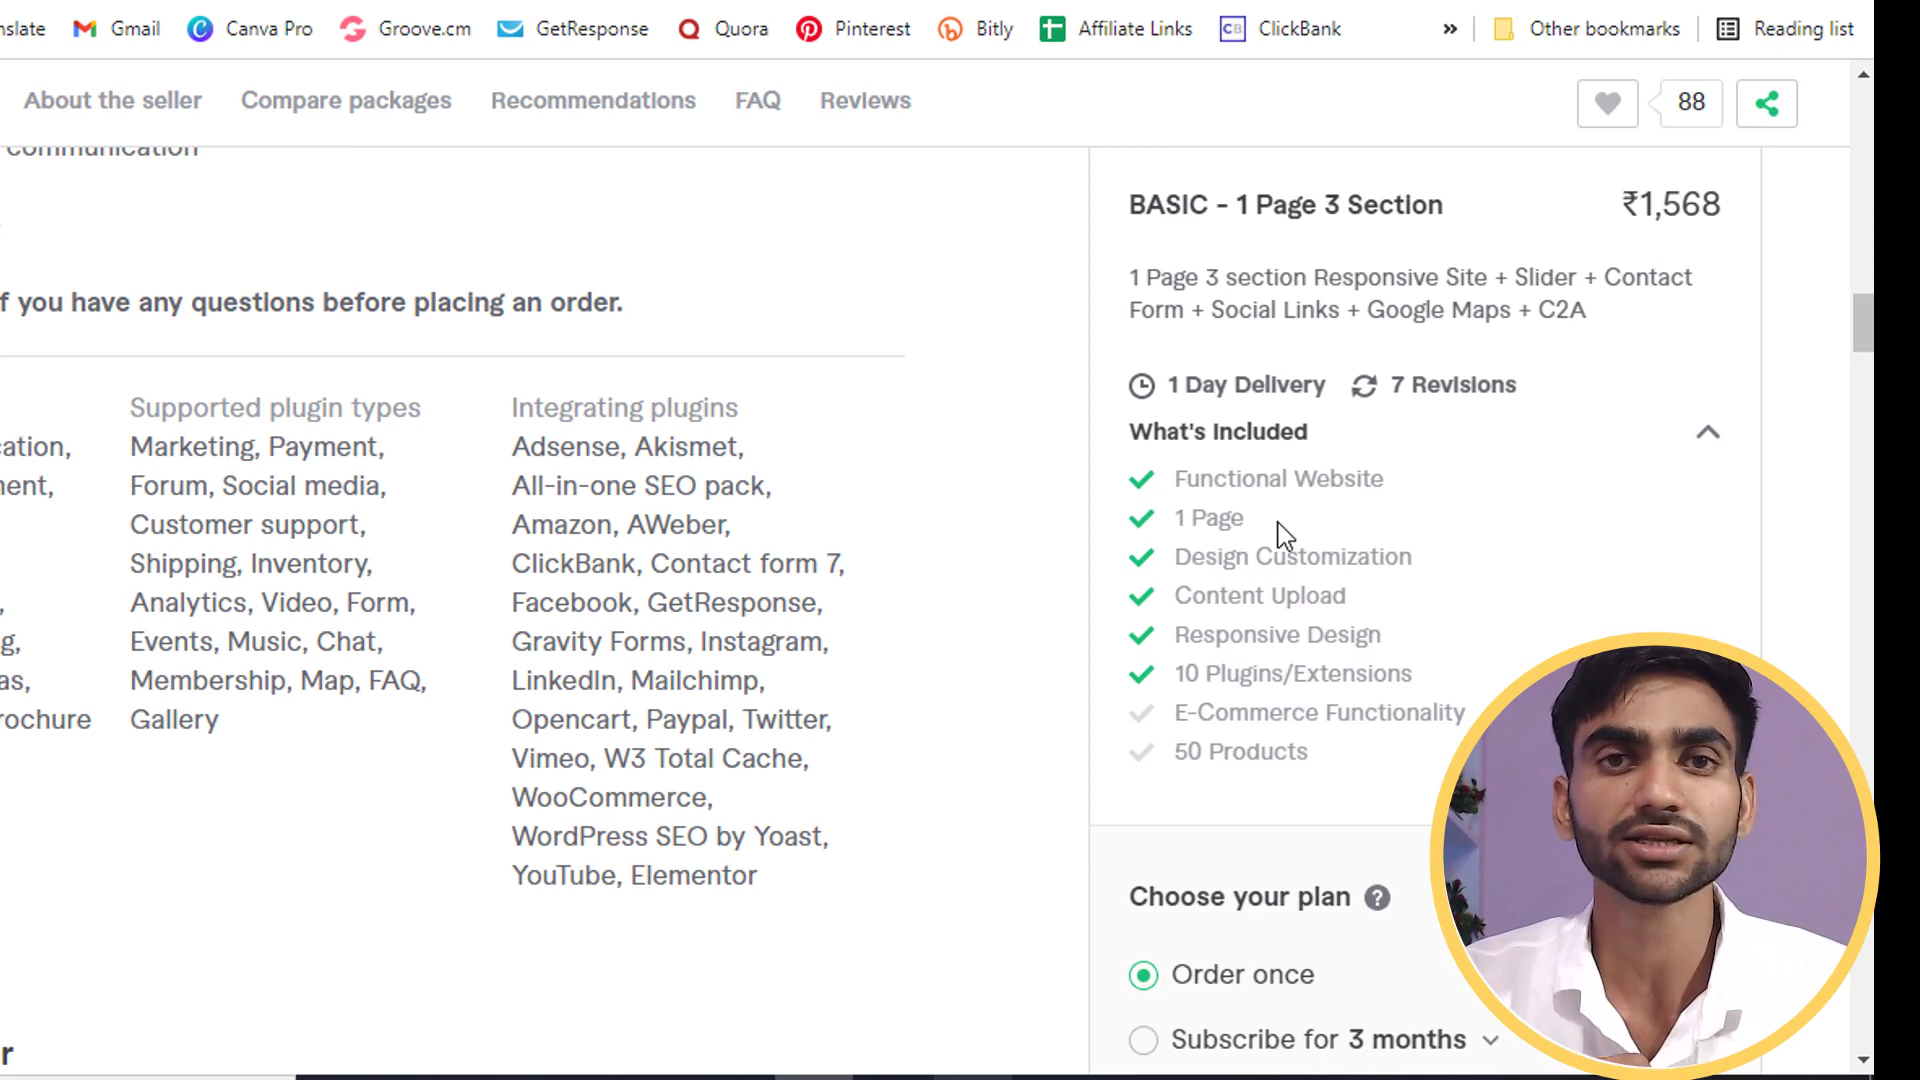 nslate Gmail Canva Pro Groove.cm GetResponse Quora Pinterest Bitly Affiliate Links CB ClickBank » Other bookmarks Reading list
About the seller Compare packages Recommendations FAQ Reviews 88
communication
f you have any questions before placing an order.
Supported plugin types
Marketing, Payment,
Forum, Social media,
Customer support,
Shipping, Inventory,
Analytics, Video, Form,
Events, Music, Chat,
Membership, Map, FAQ,
Gallery
ation,
nent,
,
g,
as,
rochure
Integrating plugins
Adsense, Akismet,
All-in-one SEO pack,
Amazon, AWeber,
ClickBank, Contact form 7,
Facebook, GetResponse,
Gravity Forms, Instagram,
LinkedIn, Mailchimp,
Opencart, Paypal, Twitter,
Vimeo, W3 Total Cache,
WooCommerce,
WordPress SEO by Yoast,
YouTube, Elementor
r
BASIC - 1 Page 3 Section ₹1,568
1 Page 3 section Responsive Site + Slider + Contact
Form + Social Links + Google Maps + C2A
1 Day Delivery 7 Revisions
What's Included
Functional Website
1 Page
Design Customization
Content Upload
Responsive Design
10 Plugins/Extensions
E-Commerce Functionality
50 Products
Choose your plan ?
Order once
Subscribe for 3 months